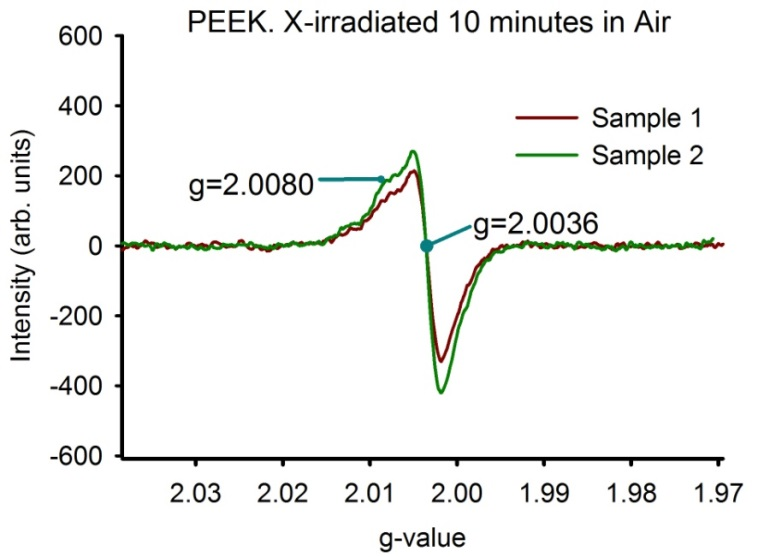 PEEK. X-irradiated 10 minutes in Air
600
400
200
0
-200
-400
-600
Intensity (arb. units)
Sample 1
Sample 2
g=2.0080
g=2.0036
2.03 2.02 2.01 2.00 1.99 1.98 1.97
g-value